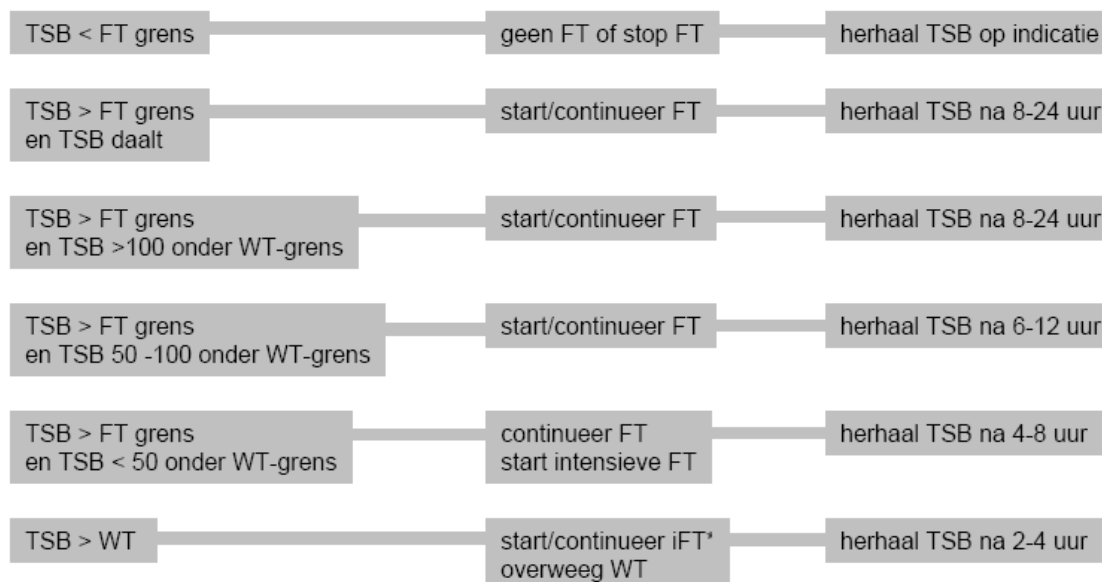 TSB < FT grens
geen FT of stop FT
herhaal TSB op indicatie
TSB > FT grens
en TSB daalt
start/continueer FT
herhaal TSB na 8-24 uur
TSB > FT grens
en TSB >100 onder WT-grens
start/continueer FT
herhaal TSB na 8-24 uur
TSB > FT grens
en TSB 50 -100 onder WT-grens
start/continueer FT
herhaal TSB na 6-12 uur
TSB > FT grens
en TSB < 50 onder WT-grens
continueer FT
start intensieve FT
herhaal TSB na 4-8 uur
TSB > WT
start/continueer iFT*
overweeg WT
herhaal TSB na 2-4 uur